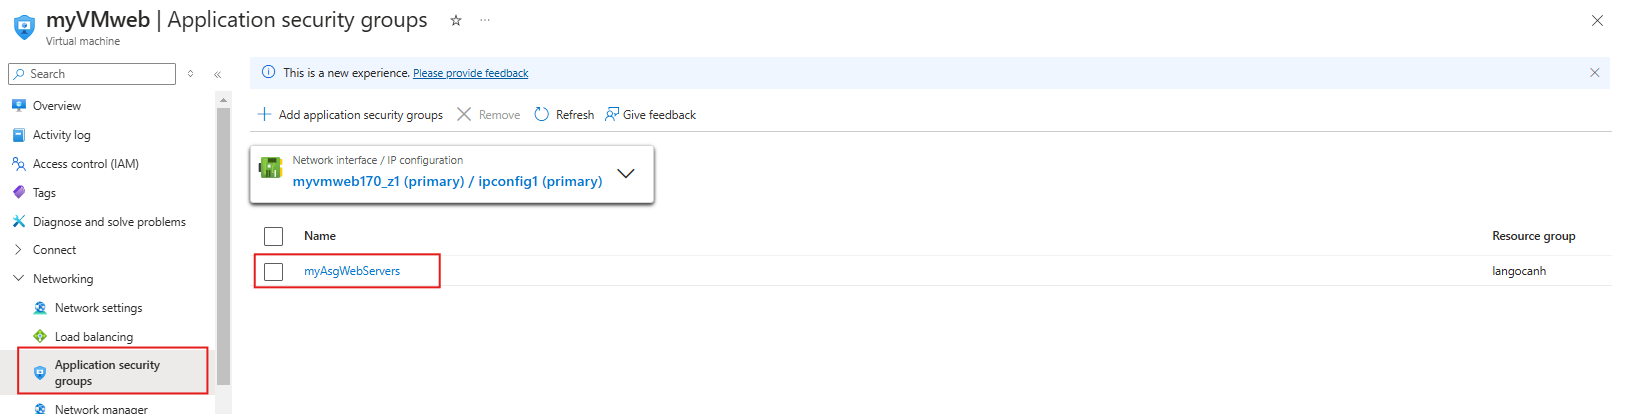 myVMweb | Application security groups
Virtual machine
Search
Overview
Activity log
Access control (IAM)
Tags
Diagnose and solve problems
Connect
Networking
Network settings
Load balancing
Application security
groups
Network manager
This is a new experience. Please provide feedback
Add application security groups
Remove
Refresh
Give feedback
Network interface / IP configuration
myvmweb170_z1 (primary) / ipconfig1 (primary)
Name
Resource group
myAsgWebServers
langocanh